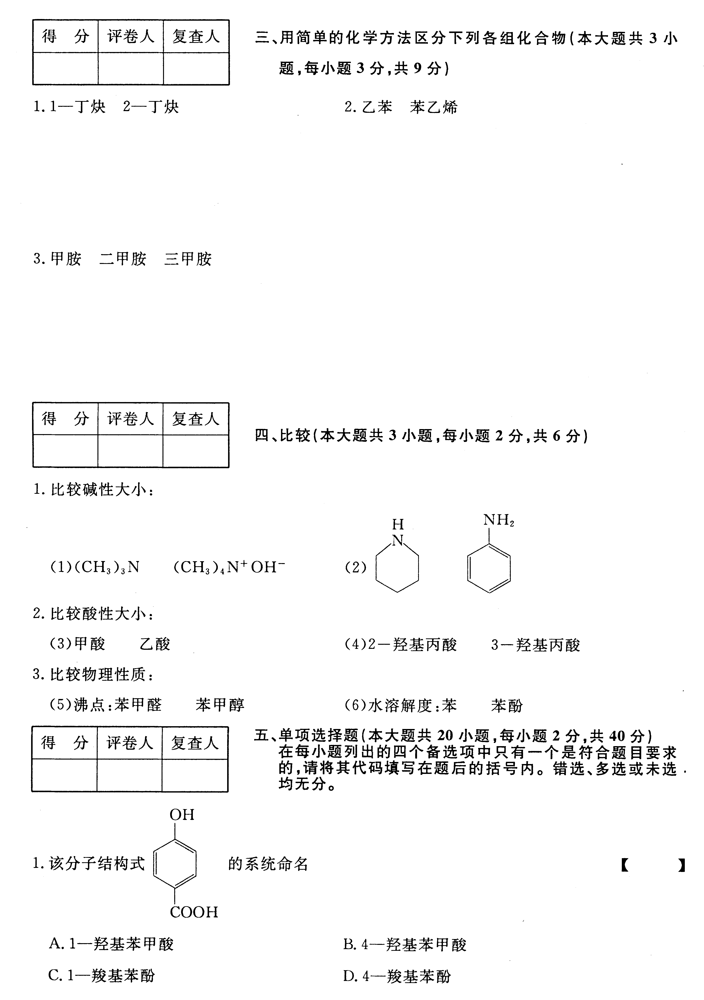 得 分 评卷人 复查人
三、用简单的化学方法区分下列各组化合物(本大题共 3 小
题,每小题 3 分,共 9 分)
1. 1—丁炔 2—丁炔 2. 乙苯 苯乙烯
3. 甲胺 二甲胺 三甲胺
得 分 评卷人 复查人
四、比较(本大题共 3 小题,每小题 2 分,共 6 分)
1. 比较碱性大小:
(1)(CH₃)₃N (CH₃)₄N⁺OH⁻ (2) H N NH₂
2. 比较酸性大小:
(3)甲酸 乙酸 (4)2—羟基丙酸 3—羟基丙酸
3. 比较物理性质:
(5)沸点:苯甲醛 苯甲醇 (6)水溶解度:苯 苯酚
得 分 评卷人 复查人
五、单项选择题(本大题共 20 小题,每小题 2 分,共 40 分)
在每小题列出的四个备选项中只有一个是符合题目要求
的,请将其代码填写在题后的括号内。错选、多选或未选
均无分。
OH
1. 该分子结构式 的系统命名 【 】
COOH
A. 1—羟基苯甲酸 B. 4—羟基苯甲酸
C. 1—羧基苯酚 D. 4—羧基苯酚